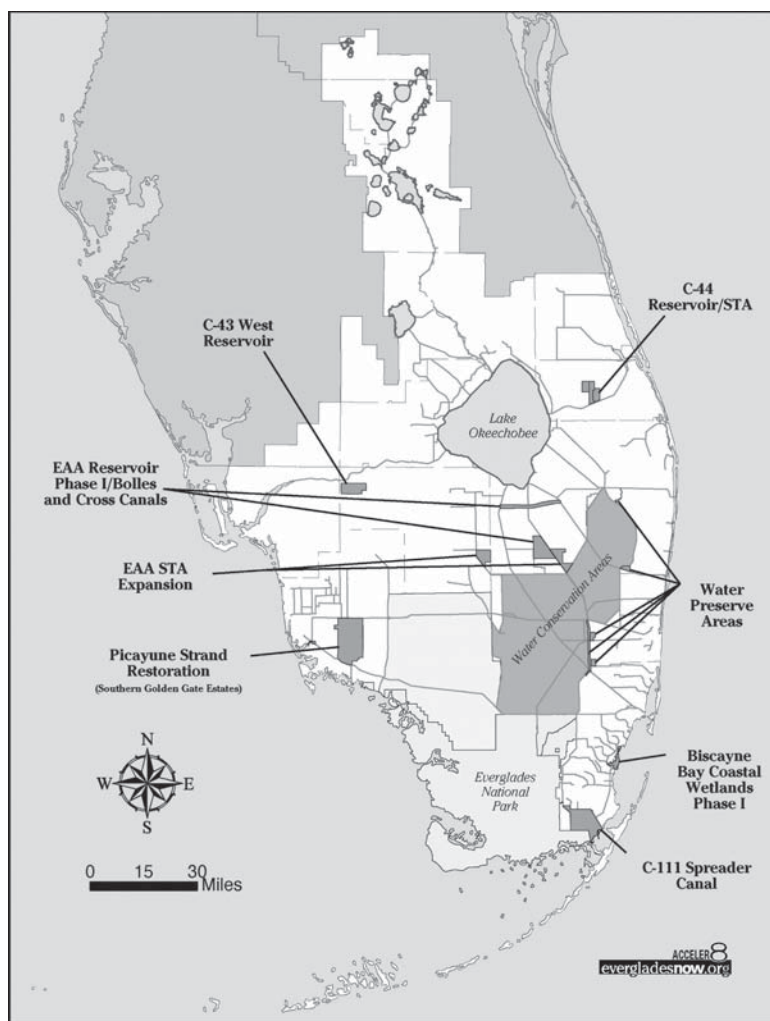 C-44
Reservoir/STA
C-43 West
Reservoir
Lake
Okeechobee
EAA Reservoir
Phase I/Bolles
and Cross Canals
EAA STA
Expansion
Water Conservation Areas
Water
Preserve
Areas
Picayune Strand
Restoration
(Southern Golden Gate Estates)
N
W E
S
Everglades
National
Park
Biscayne
Bay Coastal
Wetlands
Phase I
C-111 Spreader
Canal
0 15 30
Miles
ACCELER8
evergladesnow.org